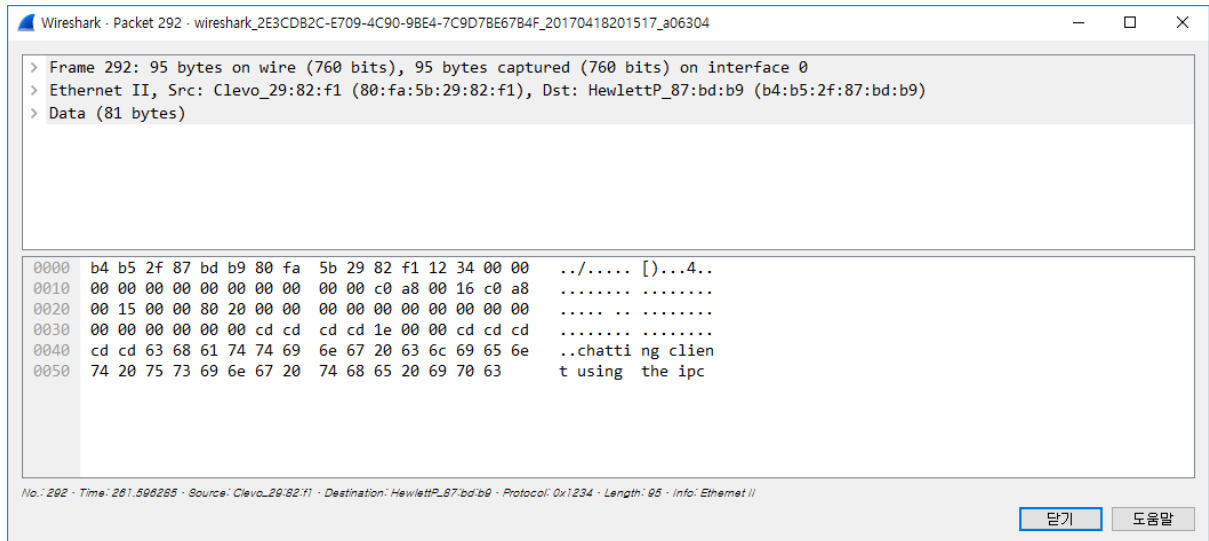 Wireshark · Packet 292 · wireshark_2E3CDB2C-E709-4C90-9BE4-7C9D7BE67B4F_20170418201517_a06304
> Frame 292: 95 bytes on wire (760 bits), 95 bytes captured (760 bits) on interface 0
> Ethernet II, Src: Clevo_29:82:f1 (80:fa:5b:29:82:f1), Dst: HewlettP_87:bd:b9 (b4:b5:2f:87:bd:b9)
> Data (81 bytes)
0000 b4 b5 2f 87 bd b9 80 fa 5b 29 82 f1 12 34 00 00 ../..... [)...4..
0010 00 00 00 00 00 00 00 00 00 00 c0 a8 00 16 c0 a8 ........ ........
0020 00 15 00 00 80 20 00 00 00 00 00 00 00 00 00 00 ..... .. ........
0030 00 00 00 00 00 00 cd cd cd cd 1e 00 00 cd cd cd ........ ........
0040 cd cd 63 68 61 74 74 69 6e 67 20 63 6c 69 65 6e ..chatti ng clien
0050 74 20 75 73 69 6e 67 20 74 68 65 20 69 70 63 t using the ipc
No.: 292 · Time: 261.596285 · Source: Clevo_29:82:f1 · Destination: HewlettP_87:bd:b9 · Protocol: 0x1234 · Length: 95 · Info: Ethernet II
닫기 도움말